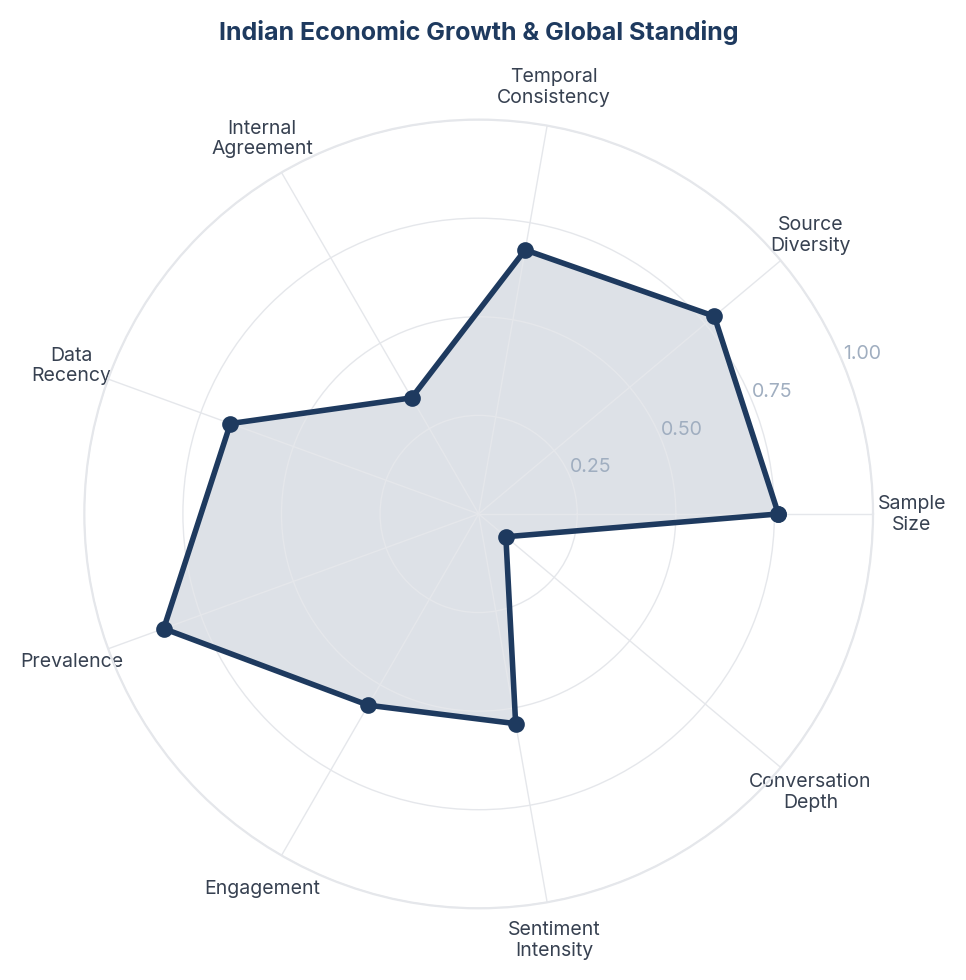 Indian Economic Growth & Global Standing
Temporal
Consistency
Internal
Agreement
Source
Diversity
Data
Recency
1.00
0.75
0.50
0.25
Sample
Size
Prevalence
Conversation
Depth
Engagement
Sentiment
Intensity